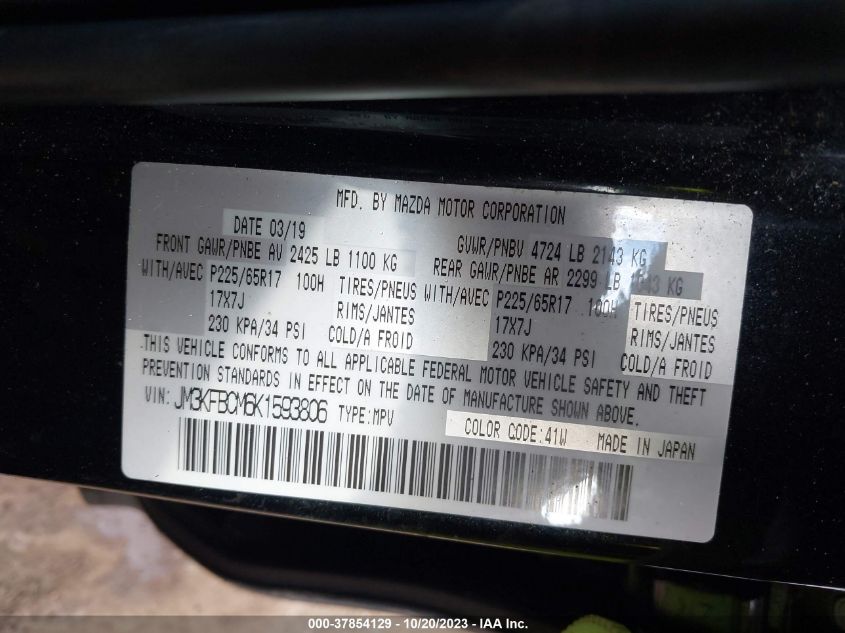 MFD. BY MAZDA MOTOR CORPORATION
DATE 03/19
GVWR/PNBV 4724 LB 2143 KG
FRONT GAWR/PNBE AV 2425 LB 1100 KG
REAR GAWR/PNBE AR 2299 LB 1043 KG
WITH/AVEC P225/65R17 100H TIRES/PNEUS WITH/AVEC P225/65R17 100H TIRES/PNEUS
17X7J RIMS/JANTES 17X7J RIMS/JANTES
230 KPA/34 PSI COLD/A FROID 230 KPA/34 PSI COLD/A FROID
THIS VEHICLE CONFORMS TO ALL APPLICABLE FEDERAL MOTOR VEHICLE SAFETY AND THEFT
PREVENTION STANDARDS IN EFFECT ON THE DATE OF MANUFACTURE SHOWN ABOVE.
VIN: JM3KFBCM6K1593806 TYPE:MPV
COLOR CODE:41W MADE IN JAPAN
000-37854129 - 10/20/2023 - IAA Inc.